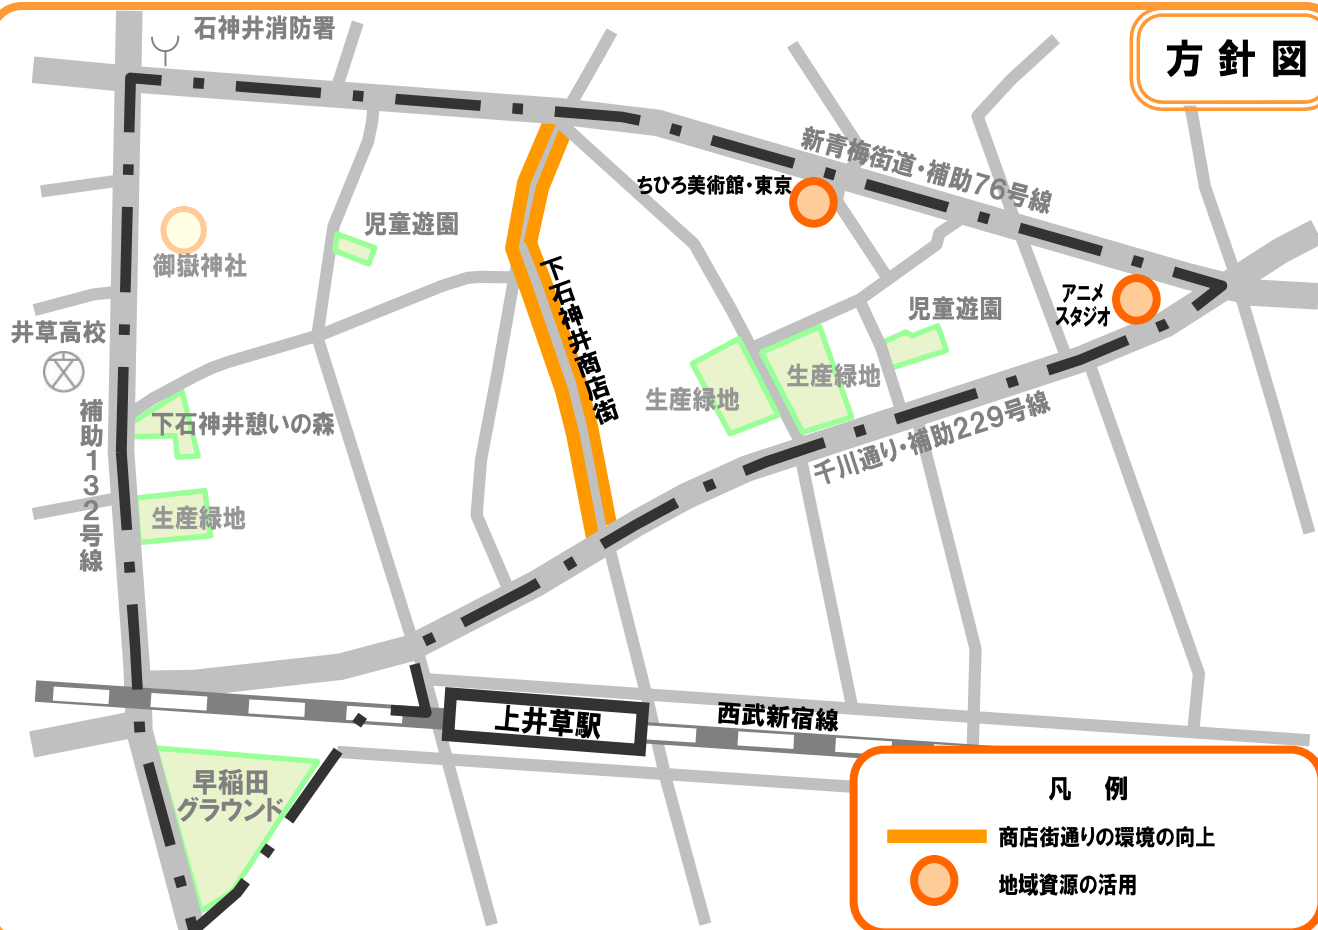 石神井消防署
方針図
新青梅街道・補助76号線
ちひろ美術館・東京
児童遊園
御嶽神社
下石神井商店街
アニメ
スタジオ
児童遊園
井草高校
文
生産緑地
生産緑地
補助132号線
下石神井憩いの森
千川通り・補助229号線
生産緑地
上井草駅
西武新宿線
早稲田
グラウンド
凡 例
商店街通りの環境の向上
地域資源の活用